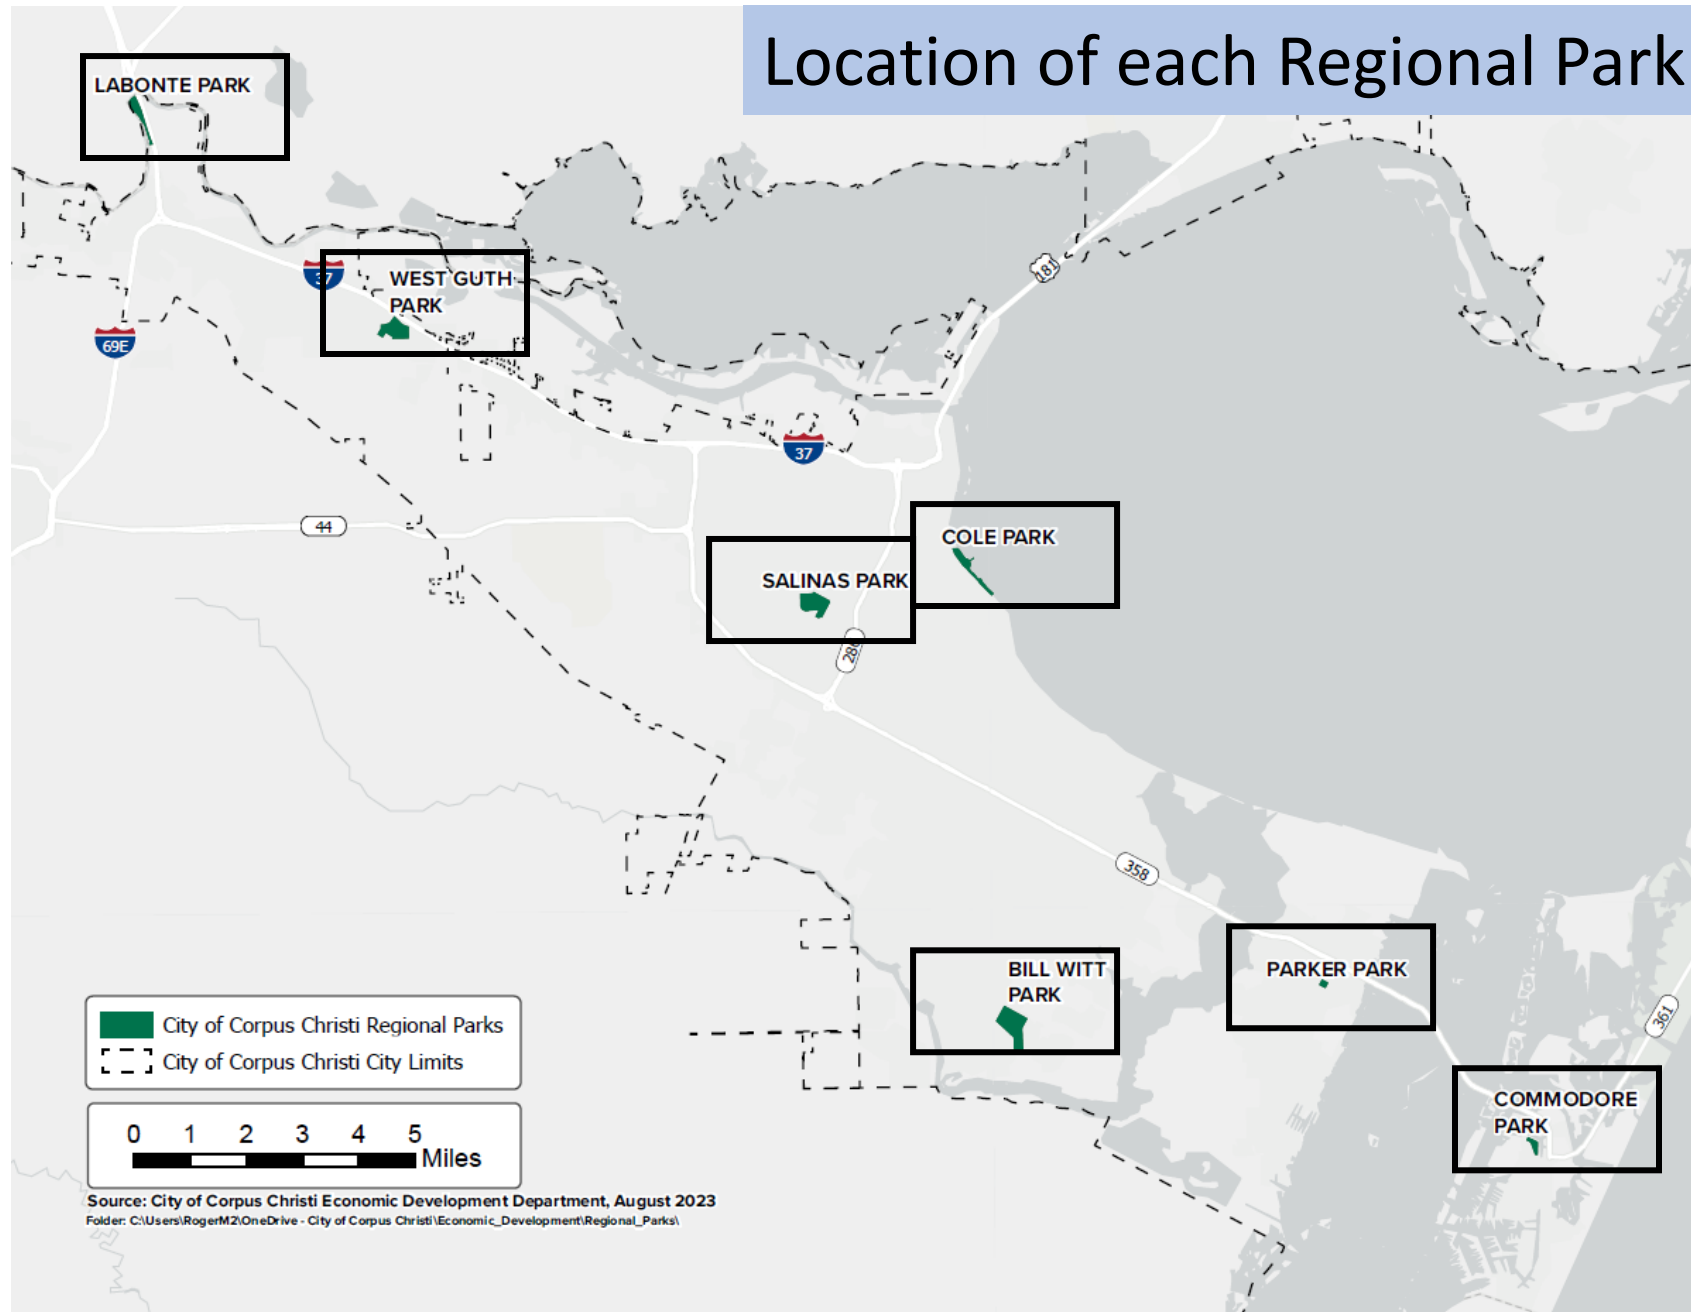 Location of each Regional Park
LABONTE PARK
WEST GUTH
PARK
37
181
69E
37
44
COLE PARK
SALINAS PARK
286
358
BILL WITT
PARK
PARKER PARK
361
COMMODORE
PARK
City of Corpus Christi Regional Parks
City of Corpus Christi City Limits
0 1 2 3 4 5
Miles
Source: City of Corpus Christi Economic Development Department, August 2023
Folder: C:\Users\RogerM2\OneDrive - City of Corpus Christi\Economic_Development\Regional_Parks\